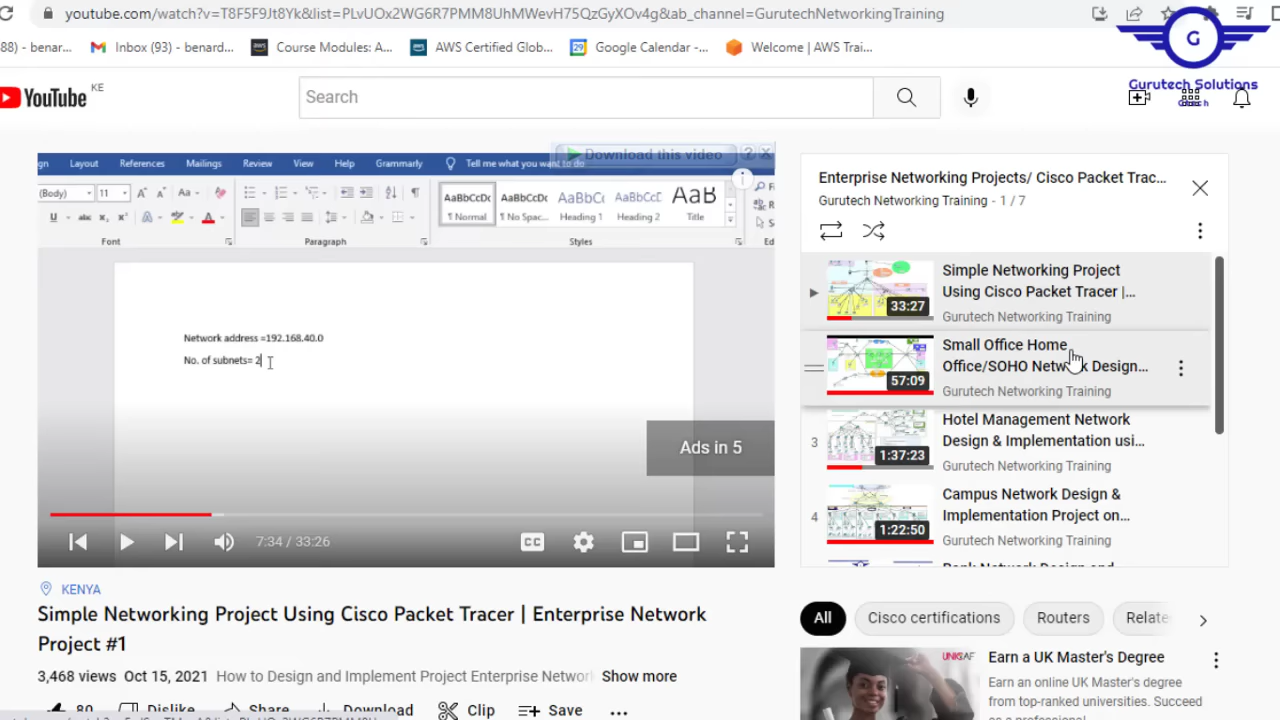 youtube.com/watch?v=T8F5F9Jt8Yk&list=PLvUOx2WG6R7PMM8UhMWevH75QzGyXOv4g&ab_channel=GurutechNetworkingTraining
88) - benar...
Inbox (93) - benard...
Course Modules: A...
AWS Certified Glob...
Google Calendar -...
Welcome | AWS Trai...
G
Gurutech Solutions
YouTube KE
Search
Layout References Mailings Review View Help Grammarly Tell me what you want to do
Download this video
(Body) 11
AaBbCcDc AaBbCcDc AaBbCc AaBbCcD AaB
¶ Normal ¶ No Spac... Heading 1 Heading 2 Title
Font Paragraph Styles
Network address =192.168.40.0
No. of subnets= 2
Ads in 5
7:34 / 33:26
CC
Enterprise Networking Projects/ Cisco Packet Trac...
Gurutech Networking Training - 1 / 7
Simple Networking Project
Using Cisco Packet Tracer |...
Gurutech Networking Training
33:27
Small Office Home
Office/SOHO Network Design...
Gurutech Networking Training
57:09
3
Hotel Management Network
Design & Implementation usi...
Gurutech Networking Training
1:37:23
4
Campus Network Design &
Implementation Project on...
Gurutech Networking Training
1:22:50
KENYA
Simple Networking Project Using Cisco Packet Tracer | Enterprise Network
Project #1
3,468 views Oct 15, 2021 How to Design and Implement Project Enterprise Networ
Show more
80 Dislike Share Download Clip Save
All Cisco certifications Routers Relate
Earn a UK Master's Degree
Earn an online UK Master's degree
from top-ranked universities. Succeed